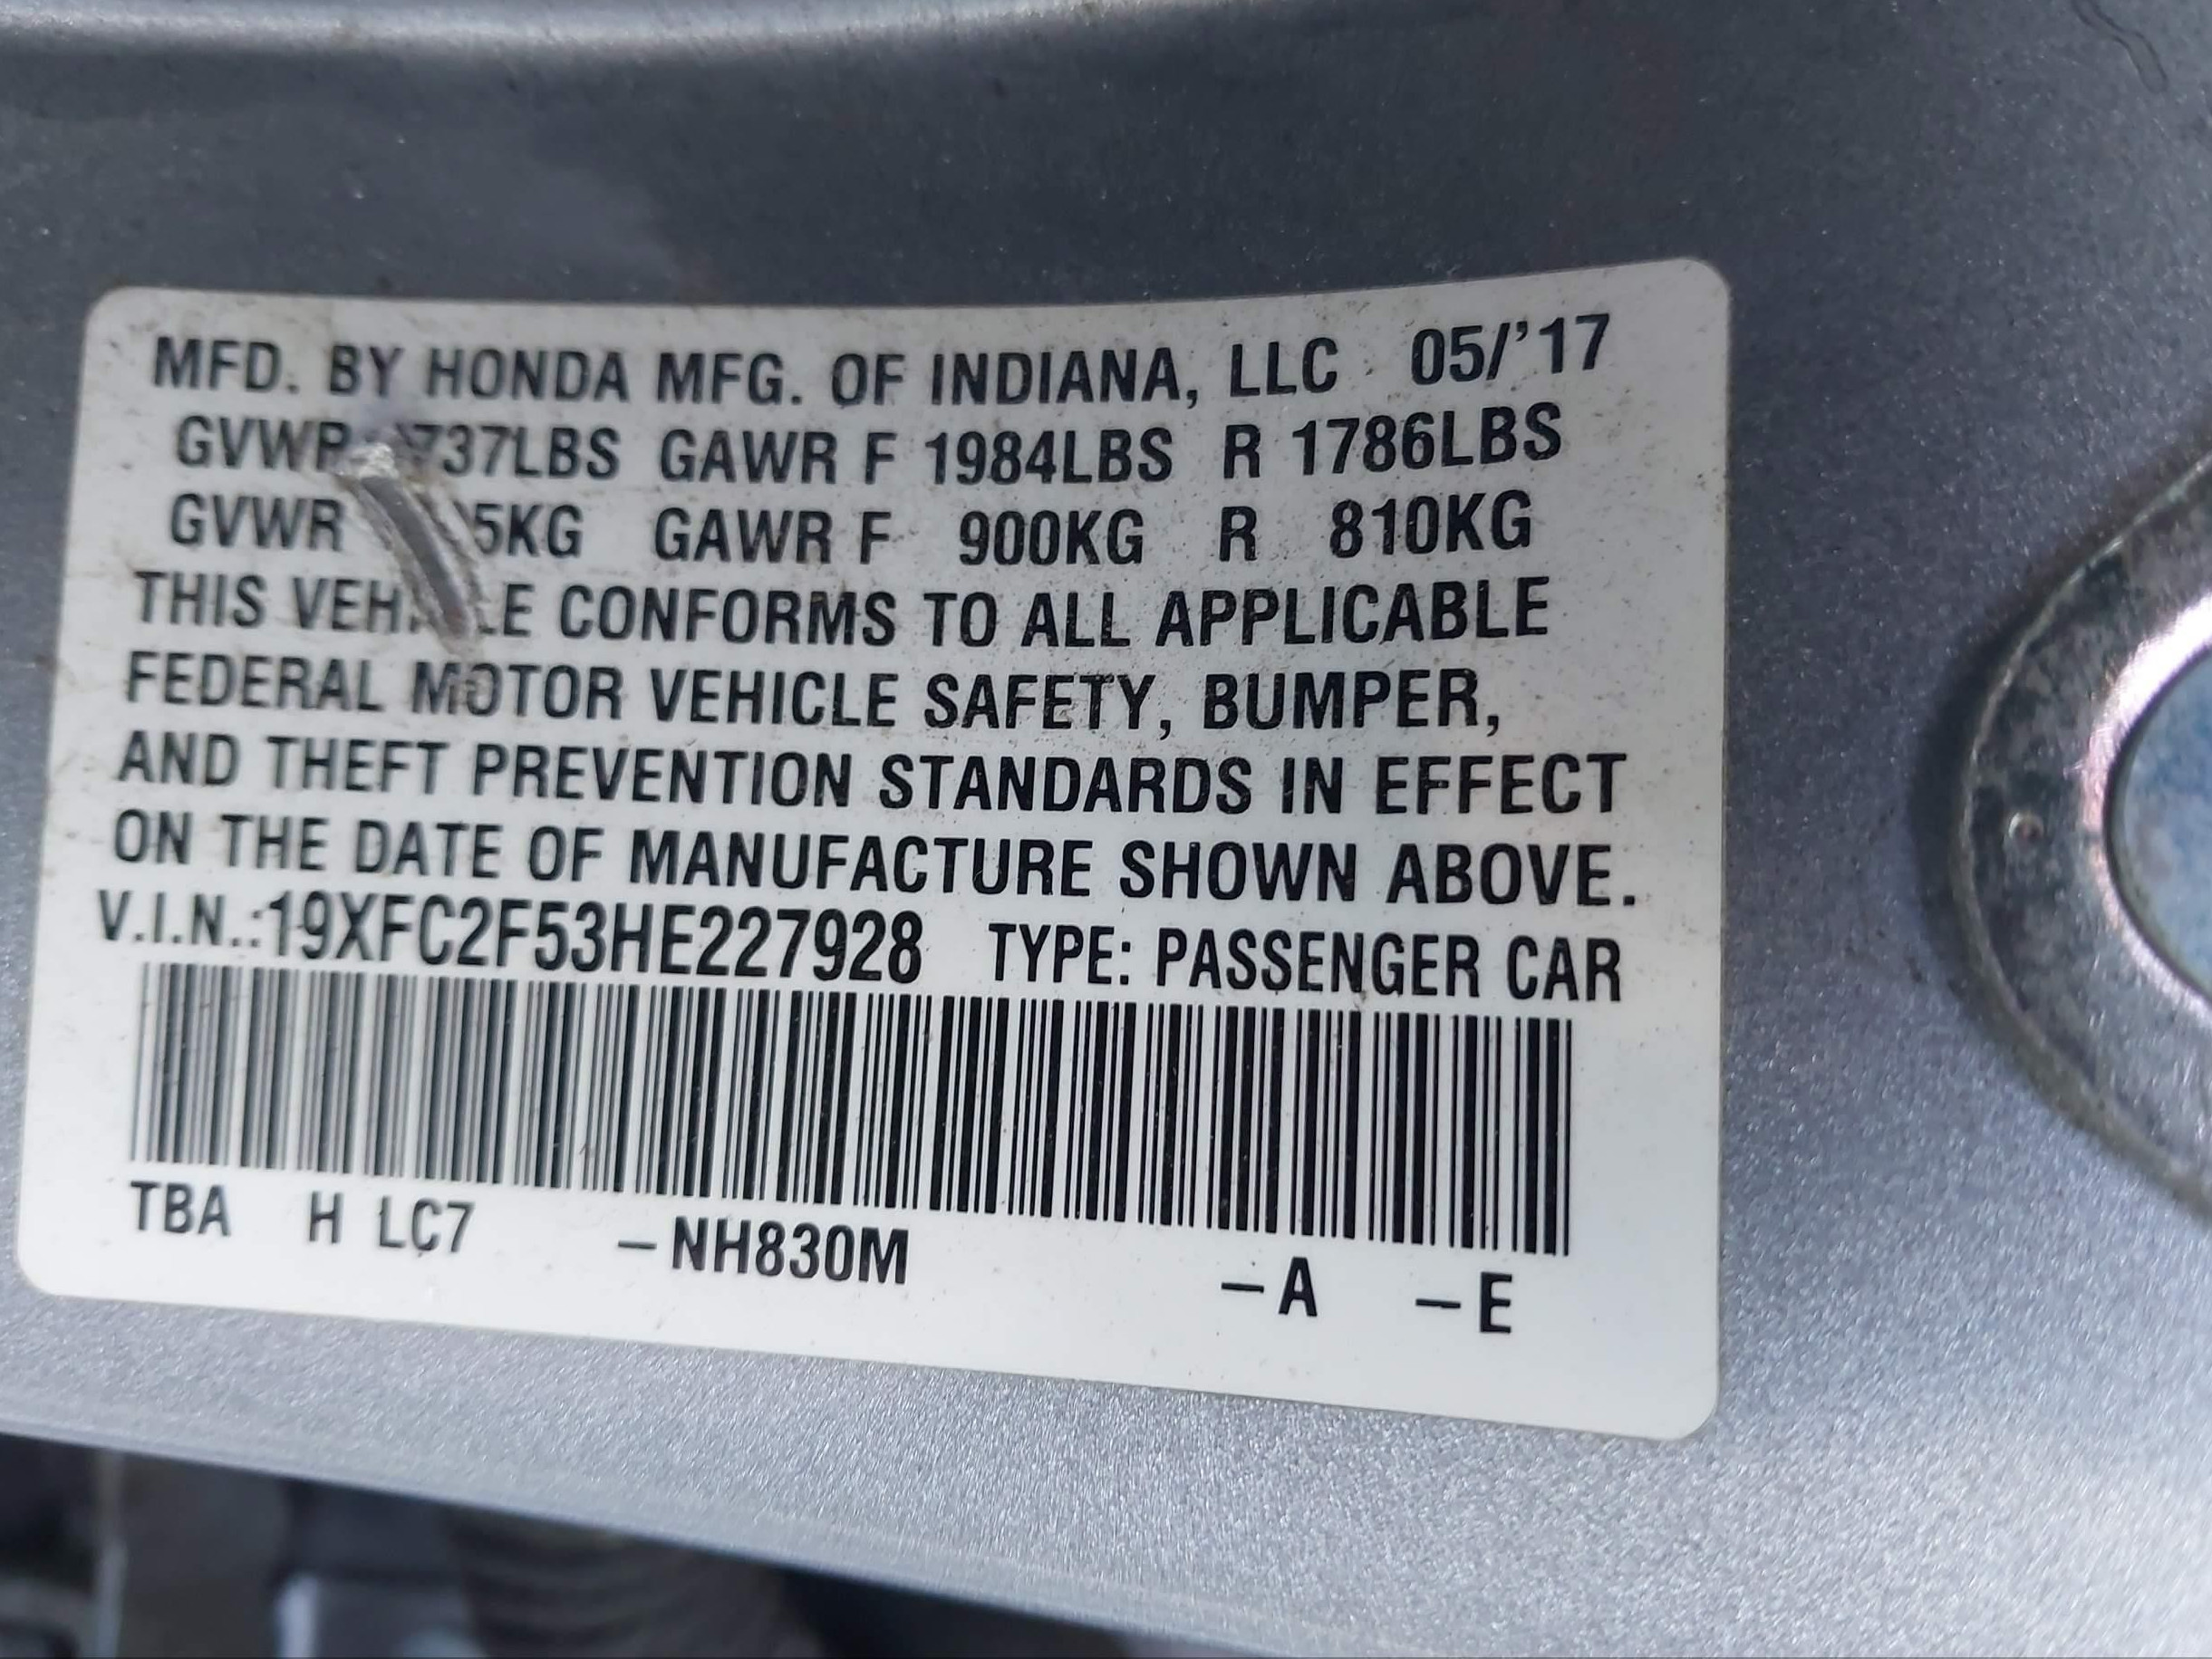 MFD. BY HONDA MFG. OF INDIANA, LLC 05/'17
737LBS GAWR F 1984LBS R 1786LBS
GVWR 5KG GAWR F 900KG R 810KG
THIS CONFORMS TO ALL APPLICABLE
FEDERAL MOTOR VEHICLE SAFETY, BUMPER,
AND THEFT PREVENTION STANDARDS IN EFFECT
ON THE DATE OF MANUFACTURE SHOWN ABOVE.
V.I.N.:19XFC2F53HE227928 TYPE: PASSENGER CAR
TBA H LC7 –NH830M –A –E